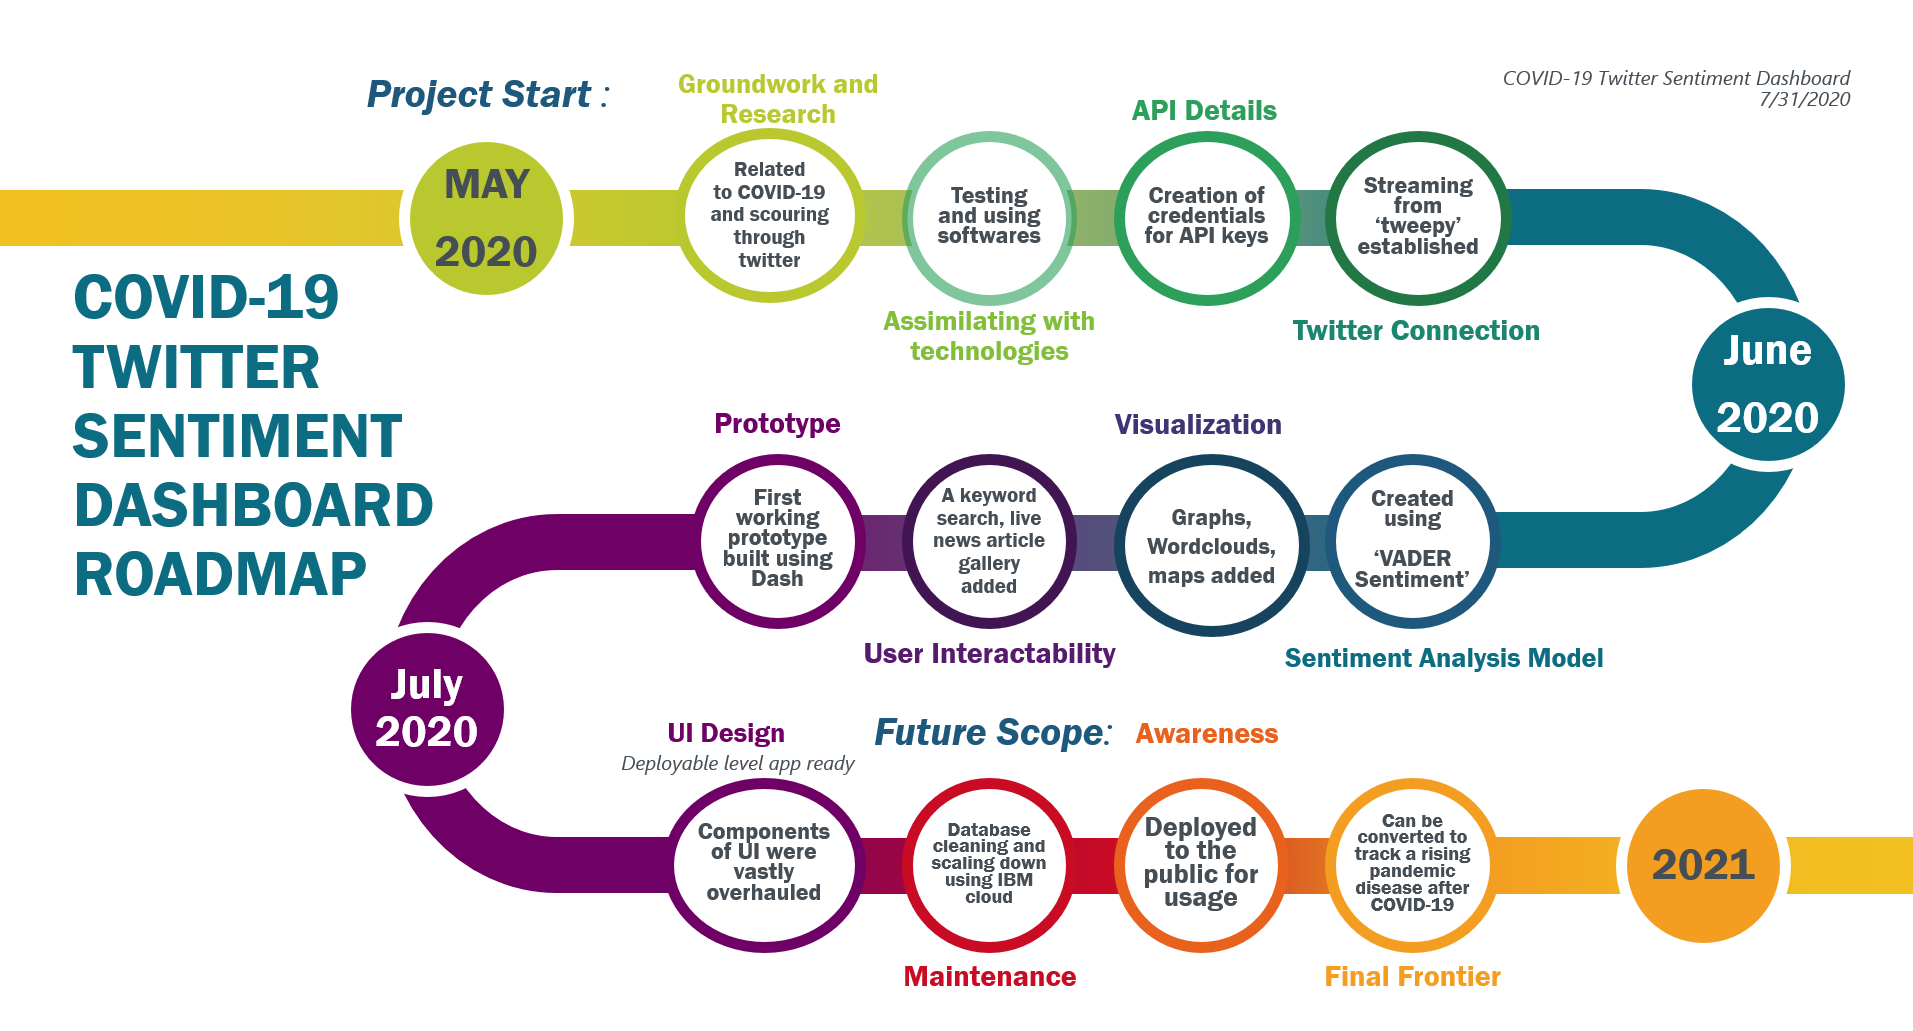 COVID-19 Twitter Sentiment Dashboard
7/31/2020
Project Start :
MAY
2020
Groundwork and
Research
Related
to COVID-19
and scouring
through
twitter
Testing
and using
softwares
Assimilating with
technologies
API Details
Creation of
credentials
for API keys
Streaming
from
‘tweepy’
established
Twitter Connection
COVID-19
TWITTER
SENTIMENT
DASHBOARD
ROADMAP
June
2020
Created
using
‘VADER
Sentiment’
Sentiment Analysis Model
Visualization
Graphs,
Wordclouds,
maps added
A keyword
search, live
news article
gallery
added
User Interactability
Prototype
First
working
prototype
built using
Dash
July
2020
UI Design
Deployable level app ready
Components
of UI were
vastly
overhauled
Future Scope:
Database
cleaning and
scaling down
using IBM
cloud
Maintenance
Awareness
Deployed
to the
public for
usage
Can be
converted to
track a rising
pandemic
disease after
COVID-19
Final Frontier
2021